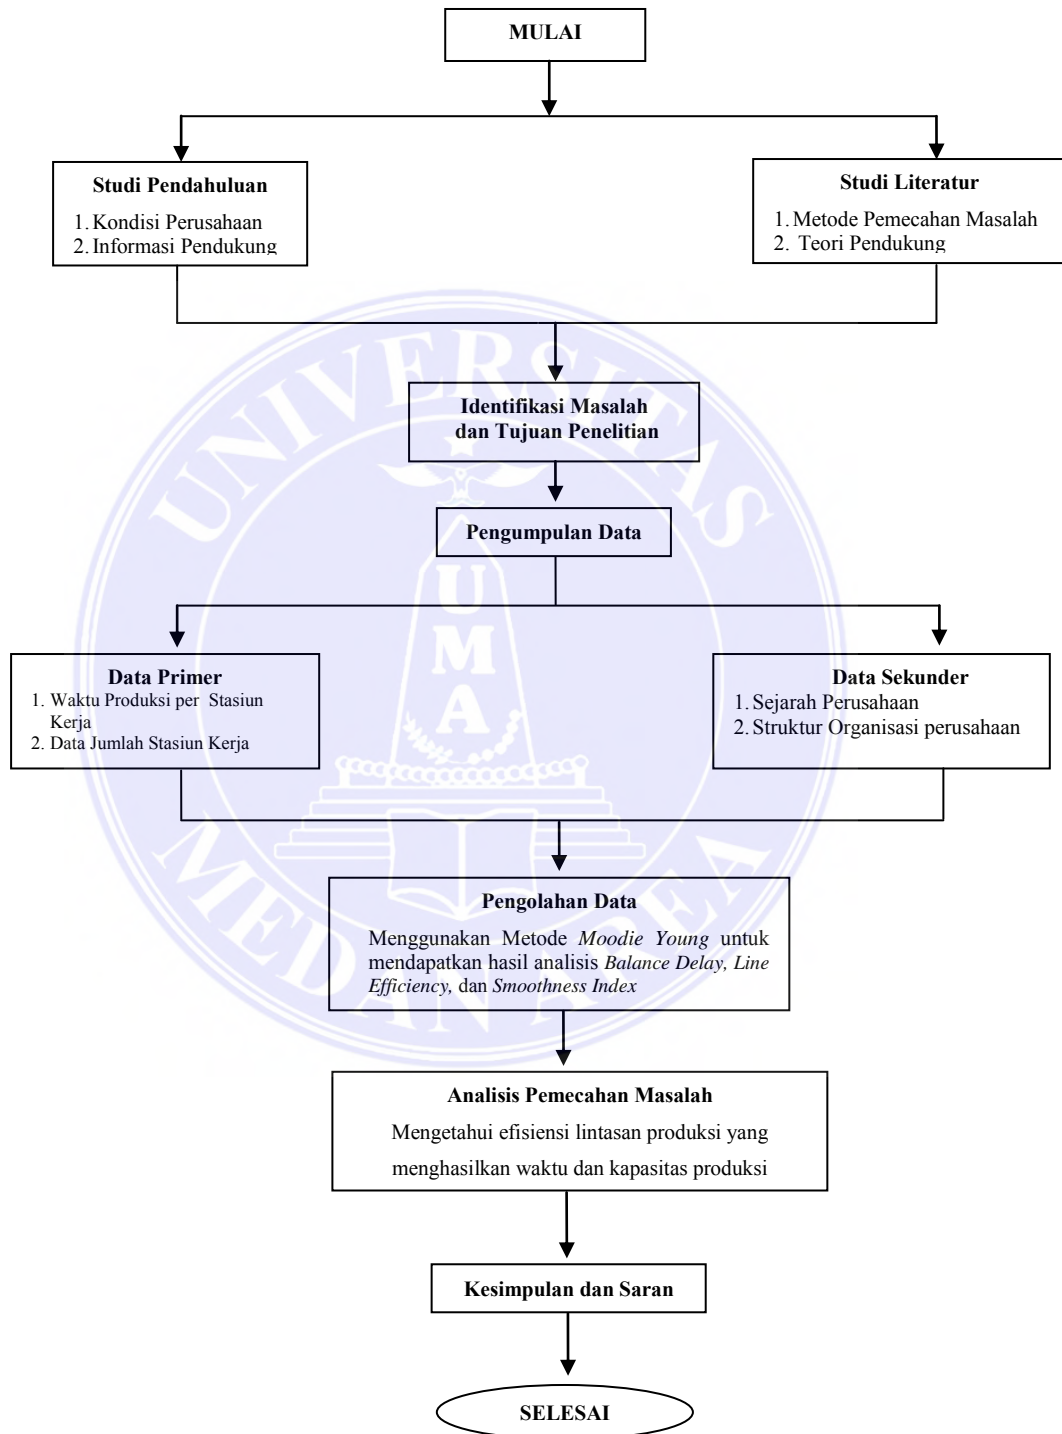 MULAI
Studi Pendahuluan
1. Kondisi Perusahaan
2. Informasi Pendukung
Studi Literatur
1. Metode Pemecahan Masalah
2. Teori Pendukung
Identifikasi Masalah
dan Tujuan Penelitian
Pengumpulan Data
Data Primer
1. Waktu Produksi per Stasiun
Kerja
2. Data Jumlah Stasiun Kerja
Data Sekunder
1. Sejarah Perusahaan
2. Struktur Organisasi perusahaan
Pengolahan Data
Menggunakan Metode Moodie Young untuk
mendapatkan hasil analisis Balance Delay, Line
Efficiency, dan Smoothness Index
Analisis Pemecahan Masalah
Mengetahui efisiensi lintasan produksi yang
menghasilkan waktu dan kapasitas produksi
Kesimpulan dan Saran
SELESAI
UNIVERSITAS
MEDAN AREA
UMA